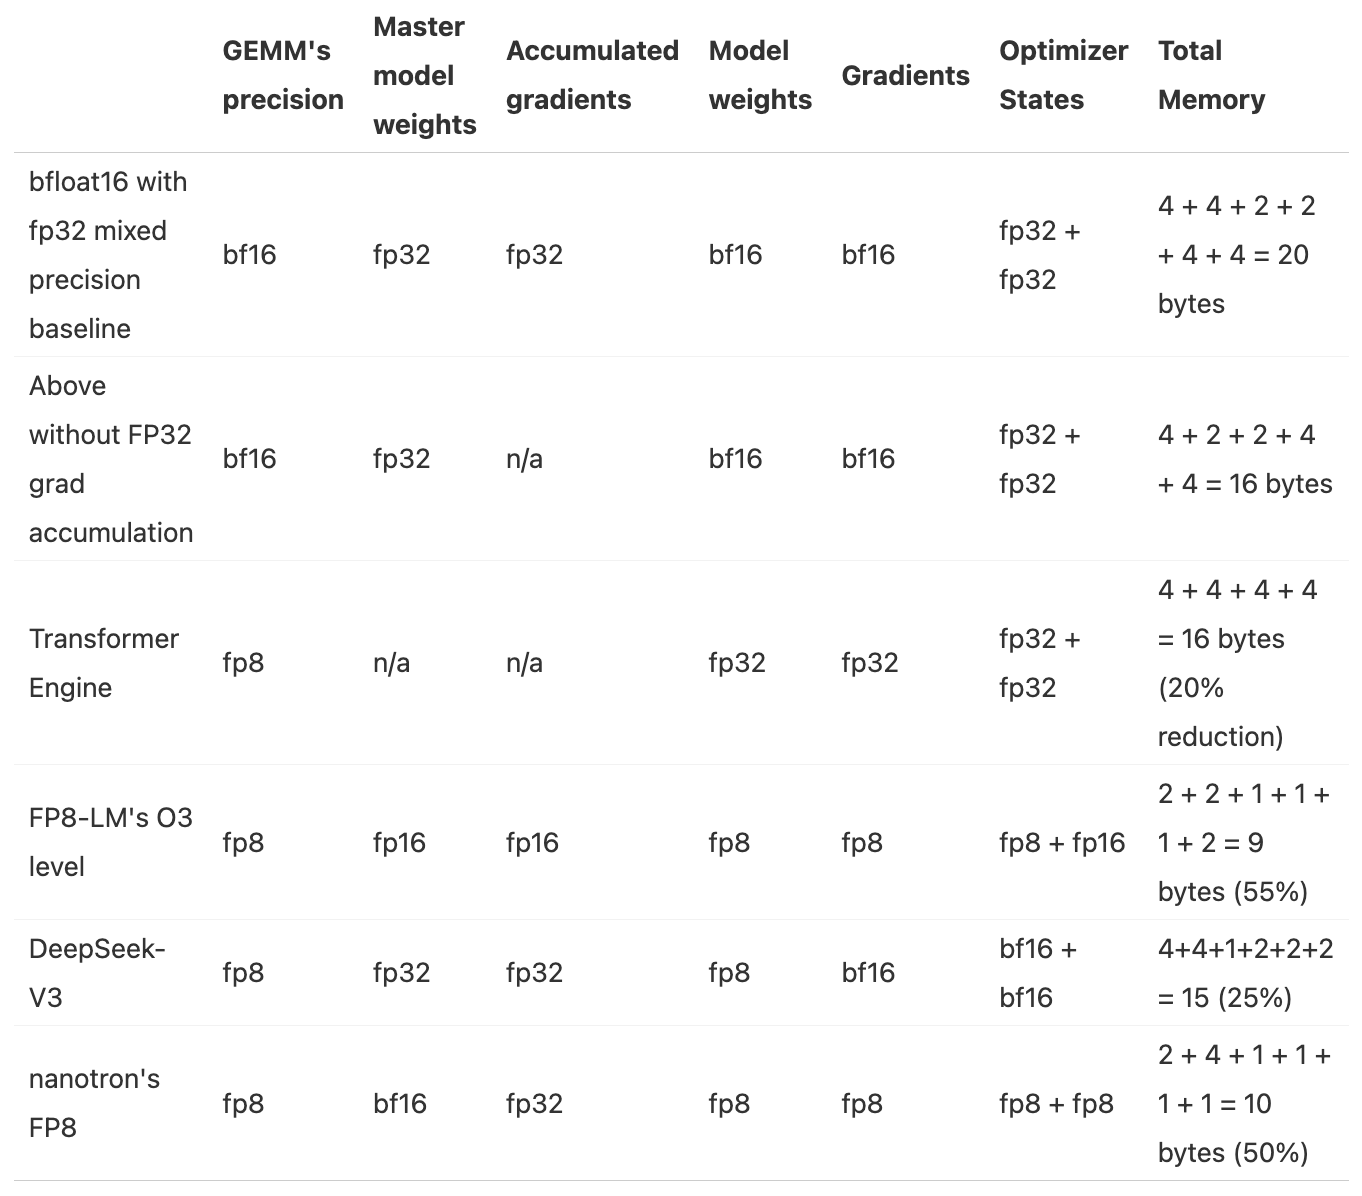 GEMM's precision
Master model weights
Accumulated gradients
Model weights
Gradients
Optimizer States
Total Memory
bfloat16 with
fp32 mixed
precision
baseline
bf16
fp32
fp32
bf16
bf16
fp32 +
fp32
4 + 4 + 2 + 2
+ 4 + 4 = 20
bytes
Above
without FP32
grad
accumulation
bf16
fp32
n/a
bf16
bf16
fp32 +
fp32
4 + 2 + 2 + 4
+ 4 = 16 bytes
Transformer
Engine
fp8
n/a
n/a
fp32
fp32
fp32 +
fp32
4 + 4 + 4 + 4
= 16 bytes
(20%
reduction)
FP8-LM's O3
level
fp8
fp16
fp16
fp8
fp8
fp8 + fp16
2 + 2 + 1 + 1 +
1 + 2 = 9
bytes (55%)
DeepSeek-
V3
fp8
fp32
fp32
fp8
bf16
bf16 +
bf16
4+4+1+2+2+2
= 15 (25%)
nanotron's
FP8
fp8
bf16
fp32
fp8
fp8
fp8 + fp8
2 + 4 + 1 + 1 +
1 + 1 = 10
bytes (50%)